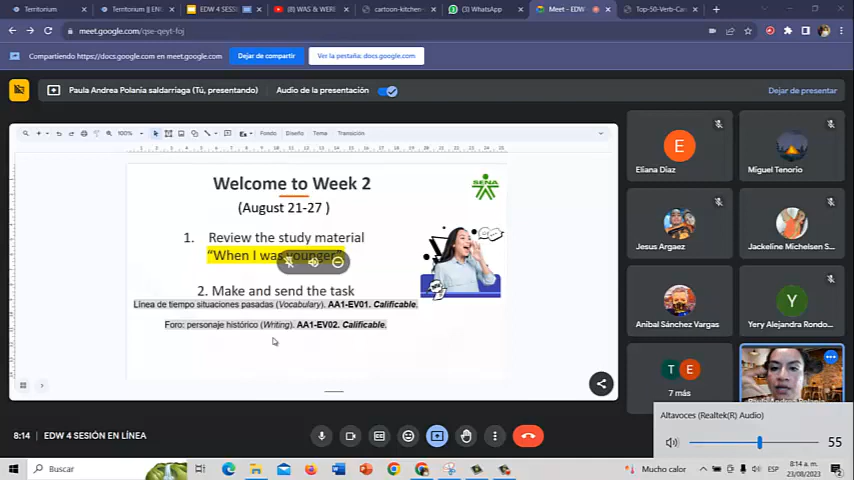 Territorium
Territorium : ENG
EDW 4 SESIÓ
(8) WAS & WERE
cartoon-kitchen-
(3) WhatsApp
Meet - EDW
Top-50-Verb-Can
meet.google.com/qse-qeyt-foj
Compartiendo https://docs.google.com en meet.google.com
Dejar de compartir
Ver la pestaña: docs.google.com
Paula Andrea Polania saldarriaga (Tú, presentando)
Audio de la presentación
Dejar de presentar
100%
Fondo
Diseño
Tema
Transición
Welcome to Week 2
(August 21-27 )
SENA
1. Review the study material
"When I was younger"
2. Make and send the task
Línea de tiempo situaciones pasadas (Vocabulary). AA1-EV01. Calificable.
Foro: personaje histórico (Writing). AA1-EV02. Calificable.
E
Eliana Díaz
Miguel Tenorio
Jesus Argaez
Jackeline Michelsen S...
Anibal Sánchez Vargas
Y
Yery Alejandra Rondo...
T
E
7 más
Altavoces (Realtek(R) Audio)
55
8:14
EDW 4 SESIÓN EN LÍNEA
Buscar
Mucho calor
ESP
8:14 a. m.
23/08/2023